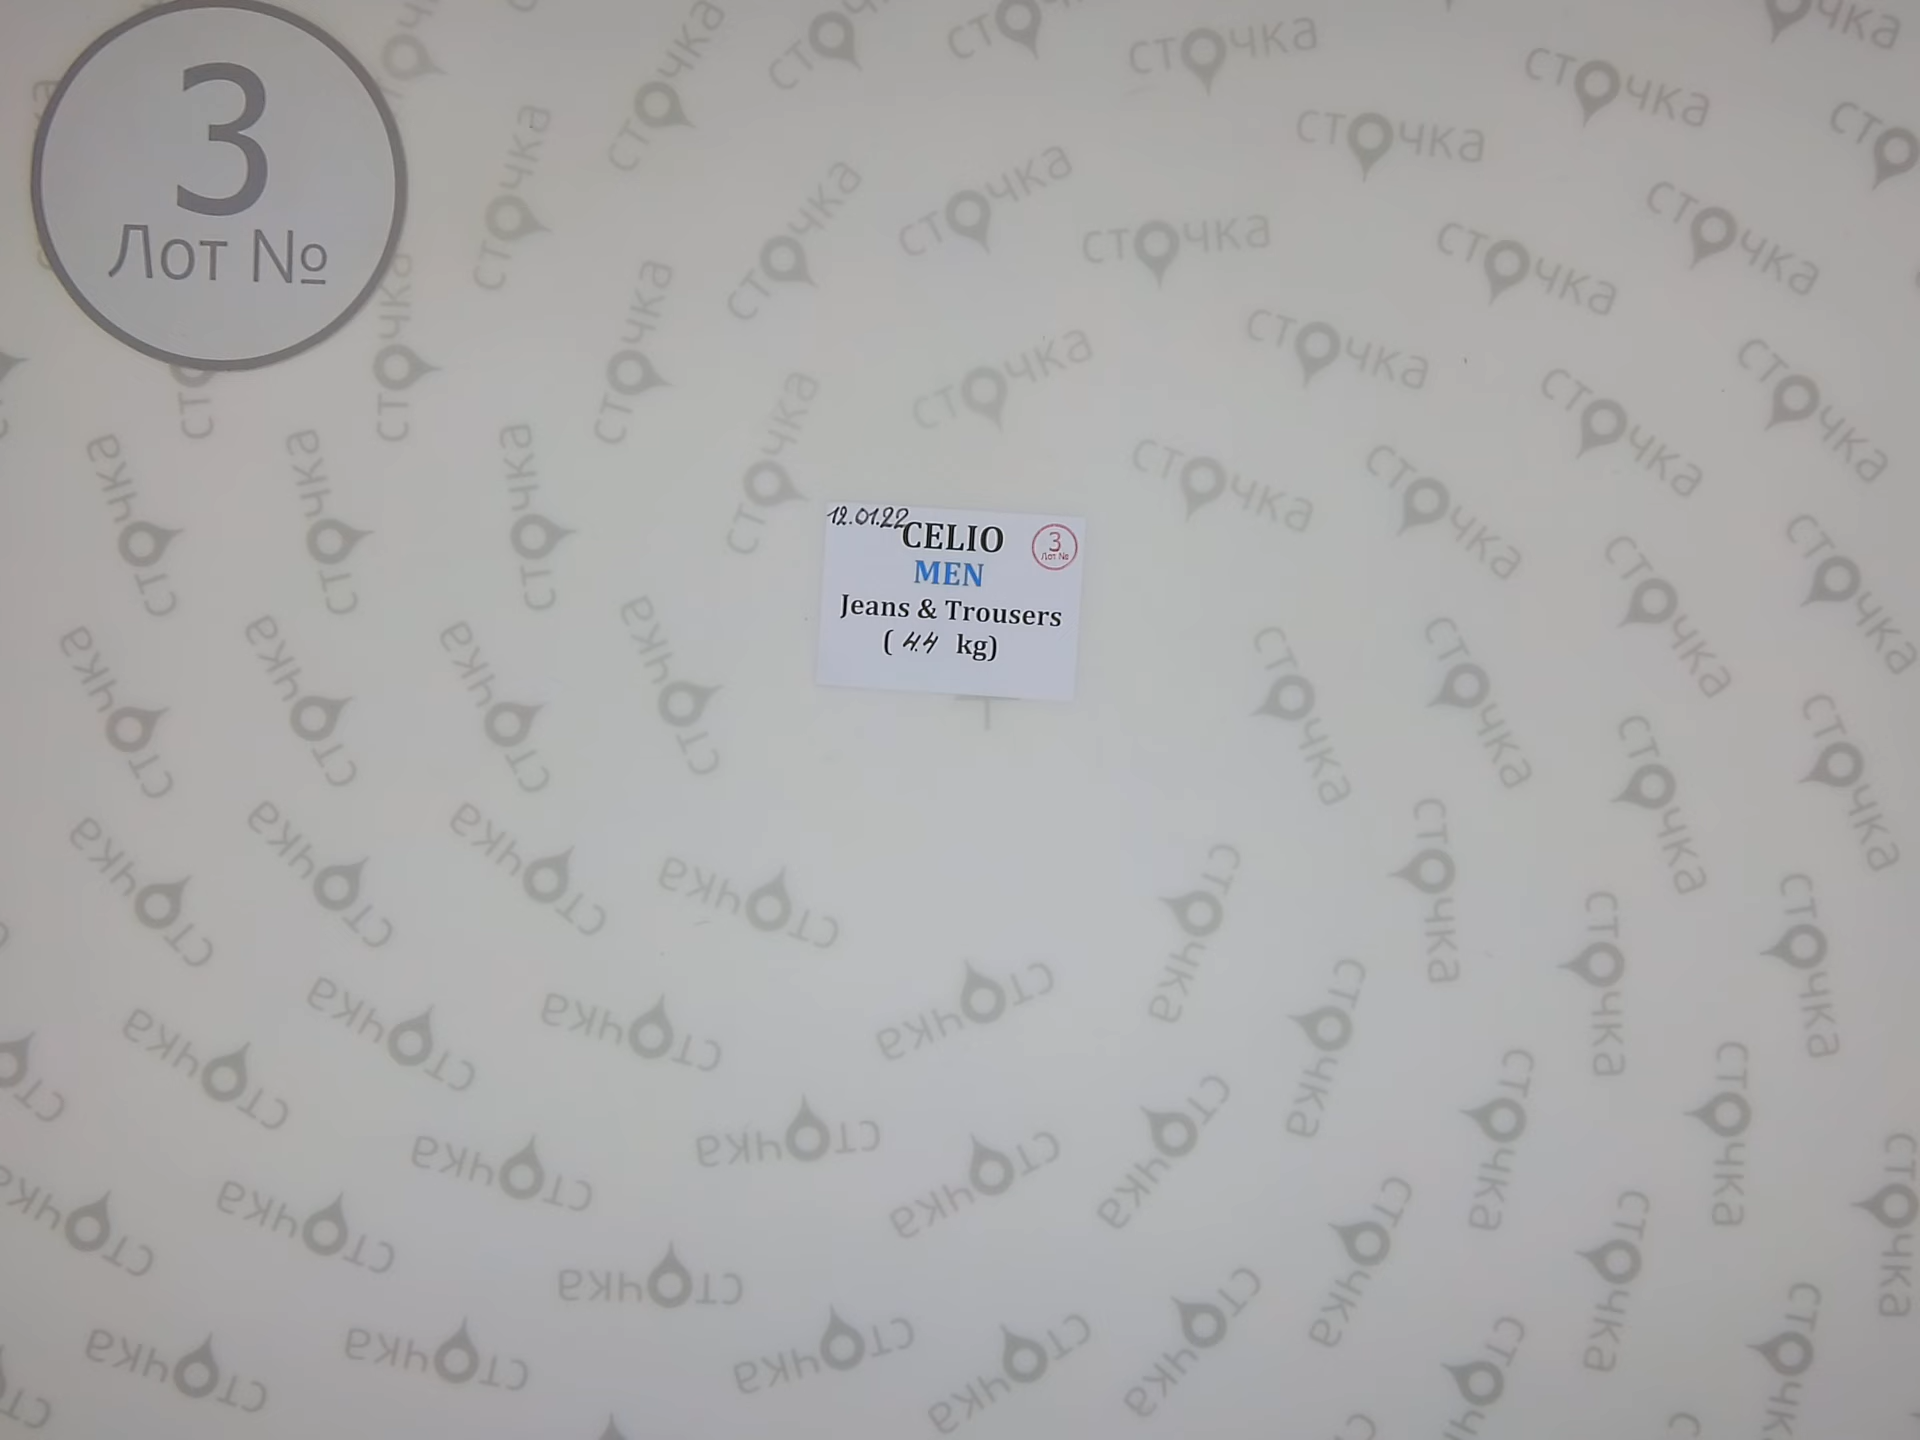 3
Лот №
12.01.22
CELIO
3
Лот №
MEN
Jeans & Trousers
( 4.4 kg)
сточка